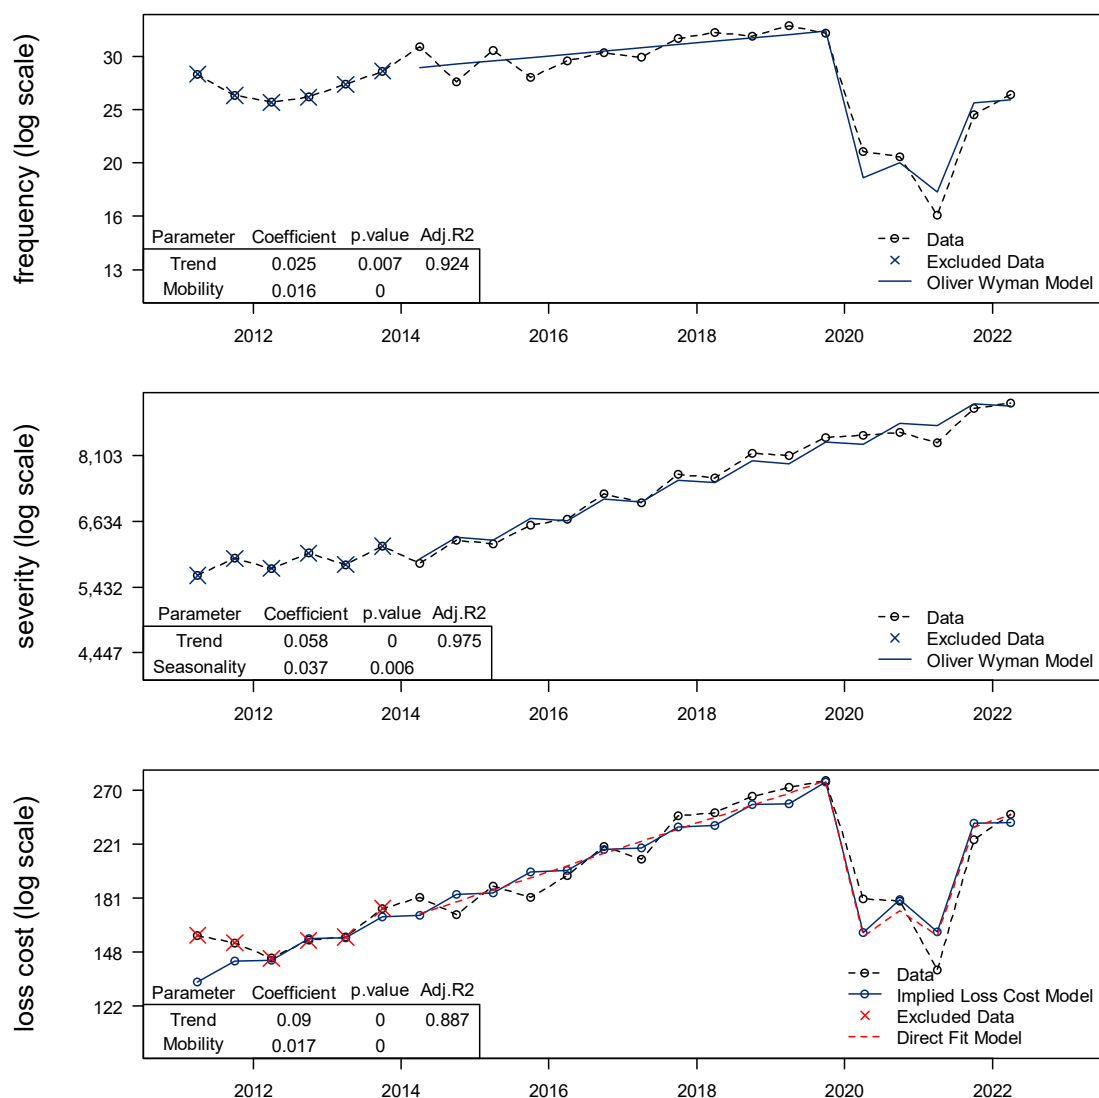 frequency (log scale)
30
25
20
16
13
Parameter Coefficient p.value Adj.R2
Trend 0.025 0.007 0.924
Mobility 0.016 0
Data
Excluded Data
Oliver Wyman Model
2012 2014 2016 2018 2020 2022
severity (log scale)
8,103
6,634
5,432
4,447
Parameter Coefficient p.value Adj.R2
Trend 0.058 0 0.975
Seasonality 0.037 0.006
Data
Excluded Data
Oliver Wyman Model
2012 2014 2016 2018 2020 2022
loss cost (log scale)
270
221
181
148
122
Parameter Coefficient p.value Adj.R2
Trend 0.09 0 0.887
Mobility 0.017 0
Data
Implied Loss Cost Model
Excluded Data
Direct Fit Model
2012 2014 2016 2018 2020 2022